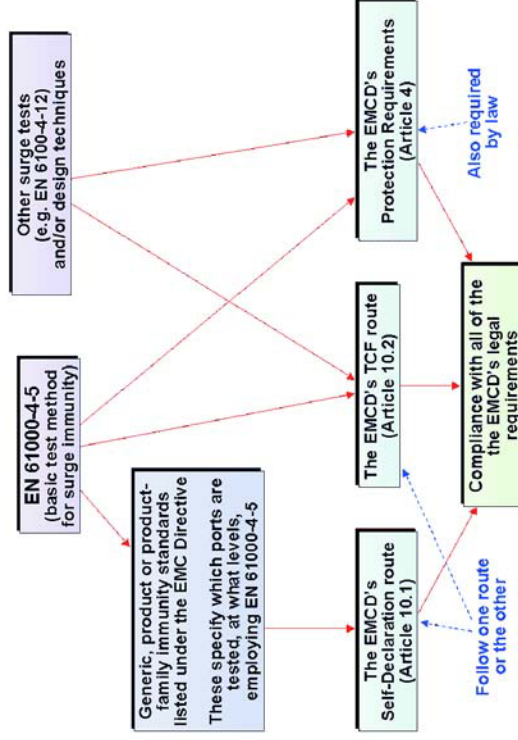 Other surge tests
(e.g. EN 6100-4-12)
and/or design techniques
EN 61000-4-5
(basic test method
for surge immunity)
Generic, product or product-
family immunity standards
listed under the EMC Directive
These specify which ports are
tested, at what levels,
employing EN 61000-4-5
The EMCD's
Self-Declaration route
(Article 10.1)
The EMCD's TCF route
(Article 10.2)
The EMCD's
Protection Requirements
(Article 4)
Follow one route
or the other
Also required
by law
Compliance with all of the
the EMCD's legal
requirements